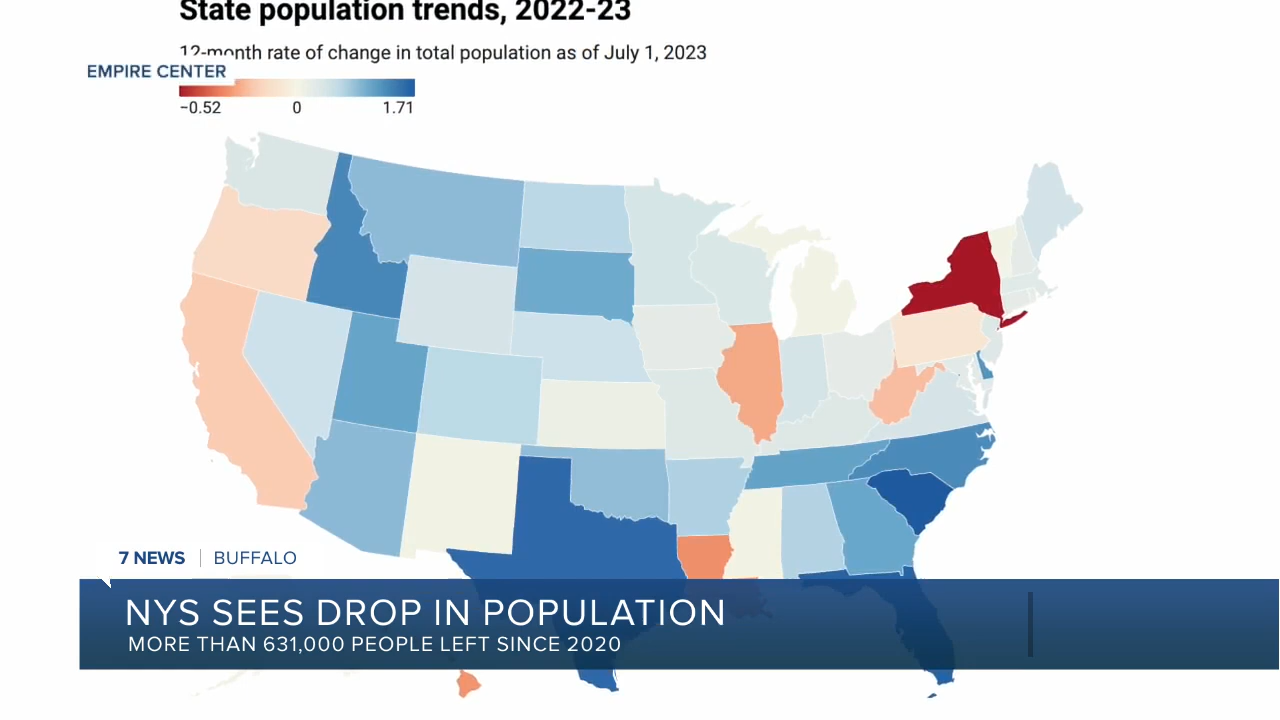 State population trends, 2022-23
12-month rate of change in total population as of July 1, 2023
EMPIRE CENTER
−0.52 0 1.71
7 NEWS | BUFFALO
NYS SEES DROP IN POPULATION
MORE THAN 631,000 PEOPLE LEFT SINCE 2020